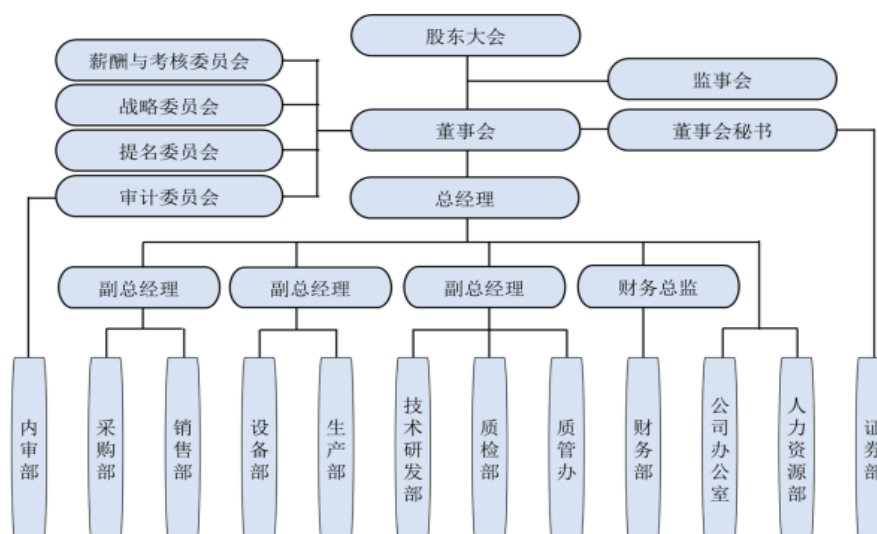 股东大会
薪酬与考核委员会
监事会
战略委员会
董事会
董事会秘书
提名委员会
审计委员会
总经理
副总经理
副总经理
副总经理
财务总监
内审部
采购部
销售部
设备部
生产部
技术研发部
质检部
质管办
财务部
公司办公室
人力资源部
证券部